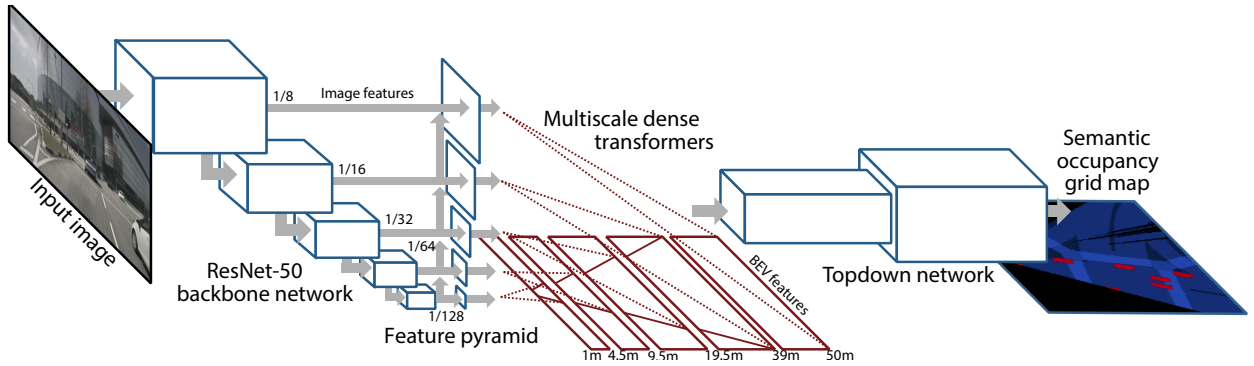 Input image
1/8
Image features
1/16
1/32
1/64
1/128
ResNet-50
backbone network
Feature pyramid
Multiscale dense
transformers
BEV features
1m 4.5m 9.5m 19.5m 39m 50m
Topdown network
Semantic
occupancy
grid map